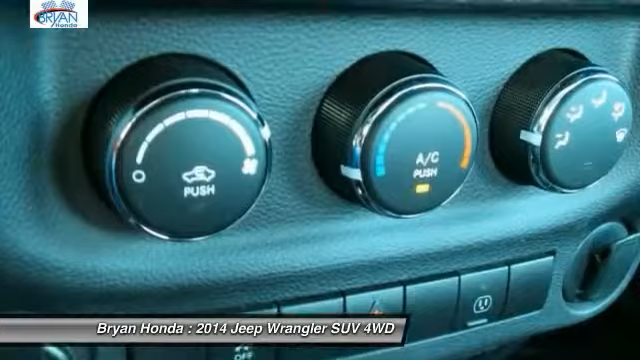 BRYAN
Honda
PUSH
A/C
PUSH
OFF
Bryan Honda : 2014 Jeep Wrangler SUV 4WD